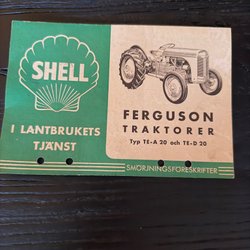 SHELL
I LANTBRUKETS
TJÄNST
FERGUSON
TRAKTORER
Typ TE-A 20 och TE-D 20
SMÖRJNINGSFÖRESKRIFTER